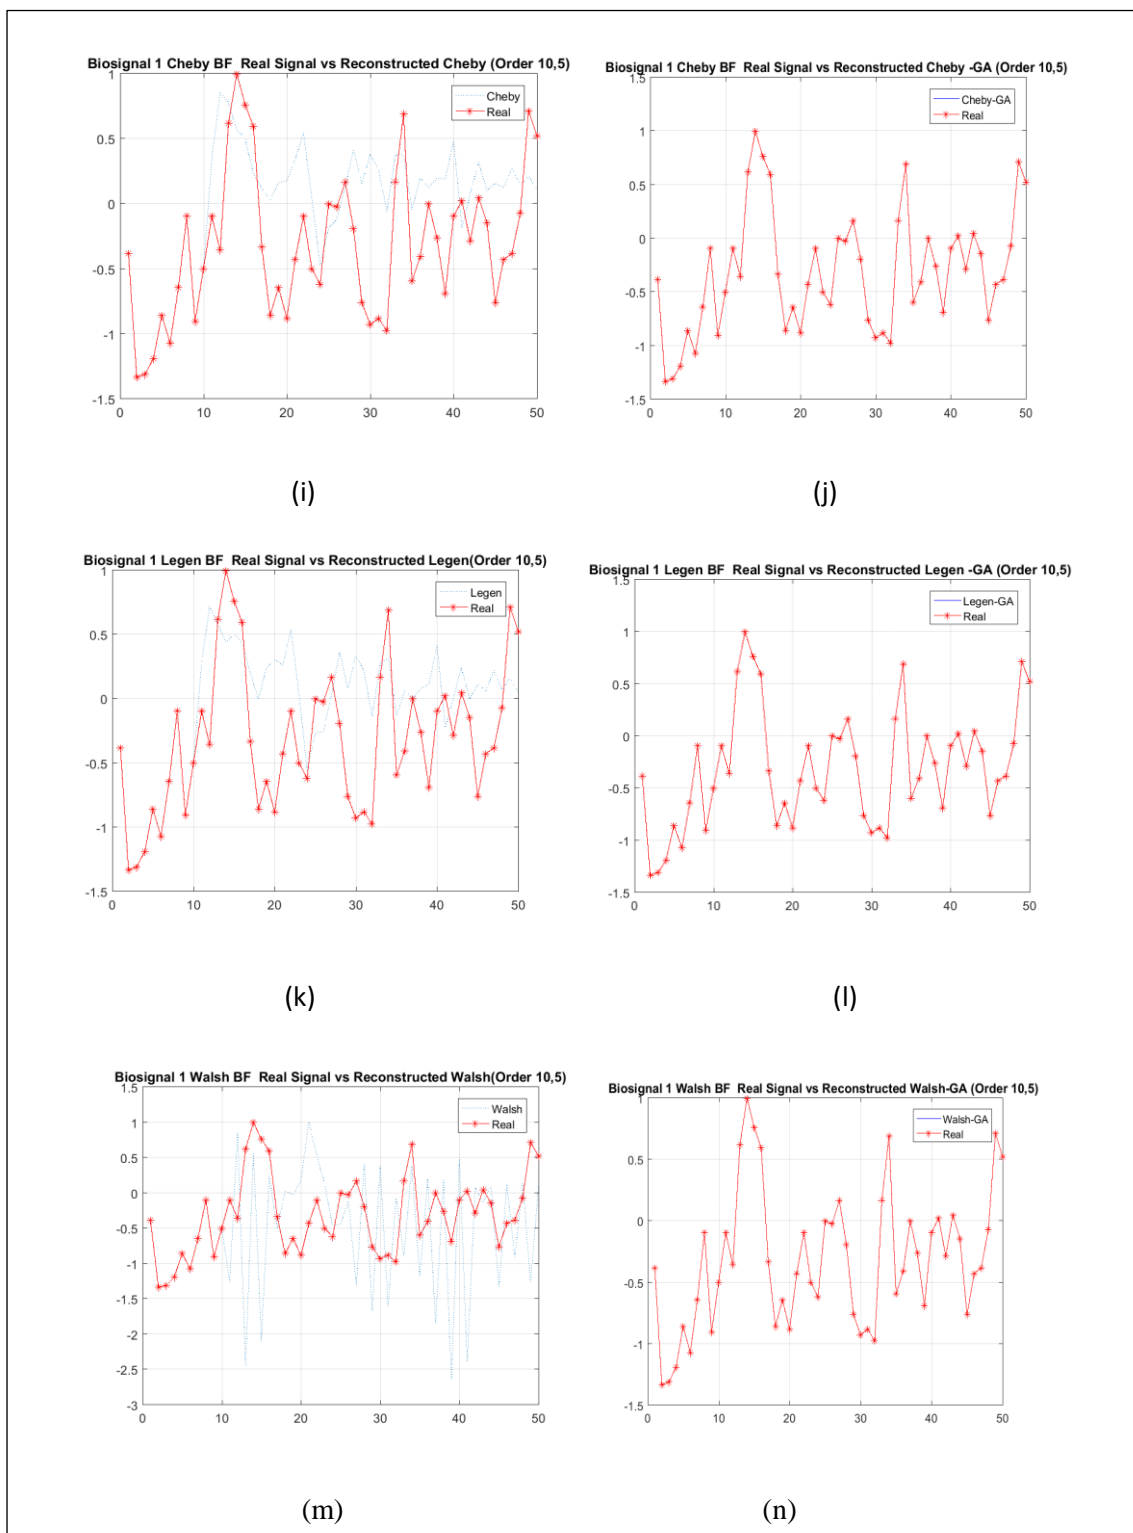 Biosignal 1 Cheby BF  Real Signal vs Reconstructed Cheby (Order 10,5)
Cheby
Real
1
0.5
0
-0.5
-1
-1.5
0 10 20 30 40 50
(i)
Biosignal 1 Cheby BF  Real Signal vs Reconstructed Cheby -GA (Order 10,5)
Cheby-GA
Real
1.5
1
0.5
0
-0.5
-1
-1.5
0 10 20 30 40 50
(j)
Biosignal 1 Legen BF  Real Signal vs Reconstructed Legen(Order 10,5)
Legen
Real
1
0.5
0
-0.5
-1
-1.5
0 10 20 30 40 50
(k)
Biosignal 1 Legen BF  Real Signal vs Reconstructed Legen -GA (Order 10,5)
Legen-GA
Real
1.5
1
0.5
0
-0.5
-1
-1.5
0 10 20 30 40 50
(l)
Biosignal 1 Walsh BF  Real Signal vs Reconstructed Walsh(Order 10,5)
Walsh
Real
1.5
1
0.5
0
-0.5
-1
-1.5
-2
-2.5
-3
0 10 20 30 40 50
(m)
Biosignal 1 Walsh BF  Real Signal vs Reconstructed Walsh-GA (Order 10,5)
Walsh-GA
Real
1
0.5
0
-0.5
-1
-1.5
0 10 20 30 40 50
(n)